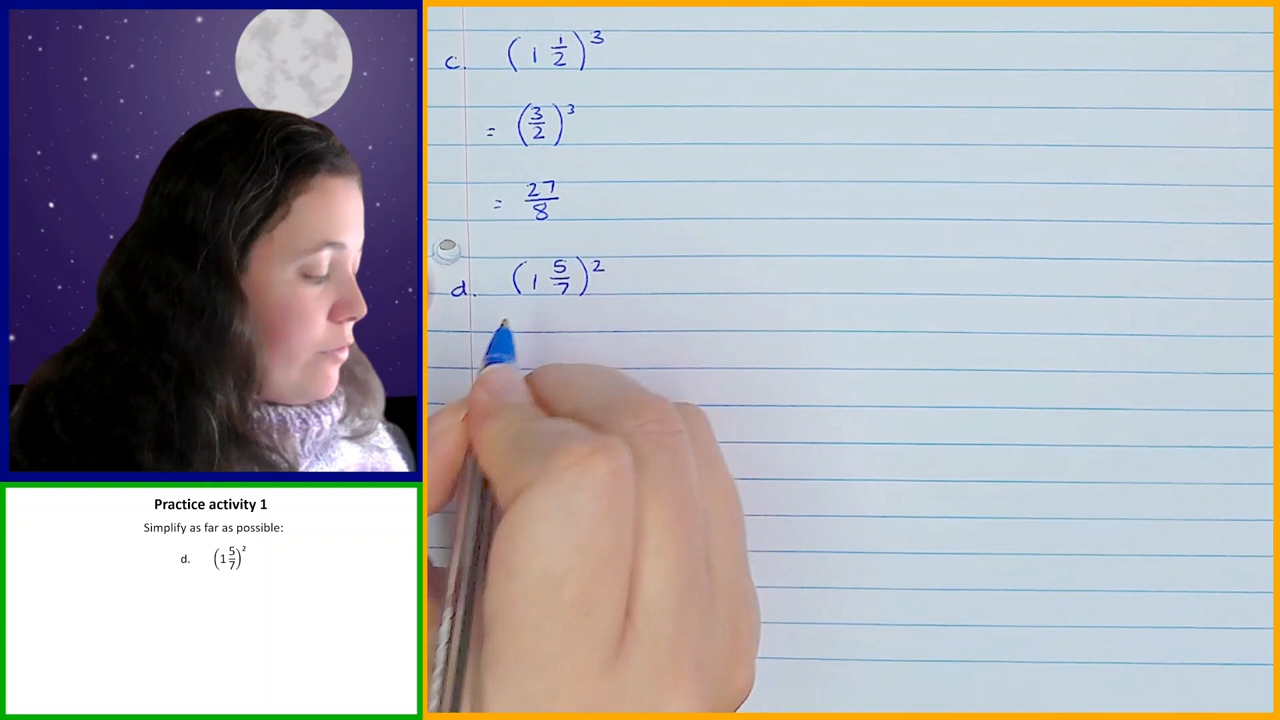 c. (1 1/2)^3
= (3/2)^3
= 27/8
d. (1 5/7)^2
Practice activity 1
Simplify as far as possible:
d. (1 5/7)^2